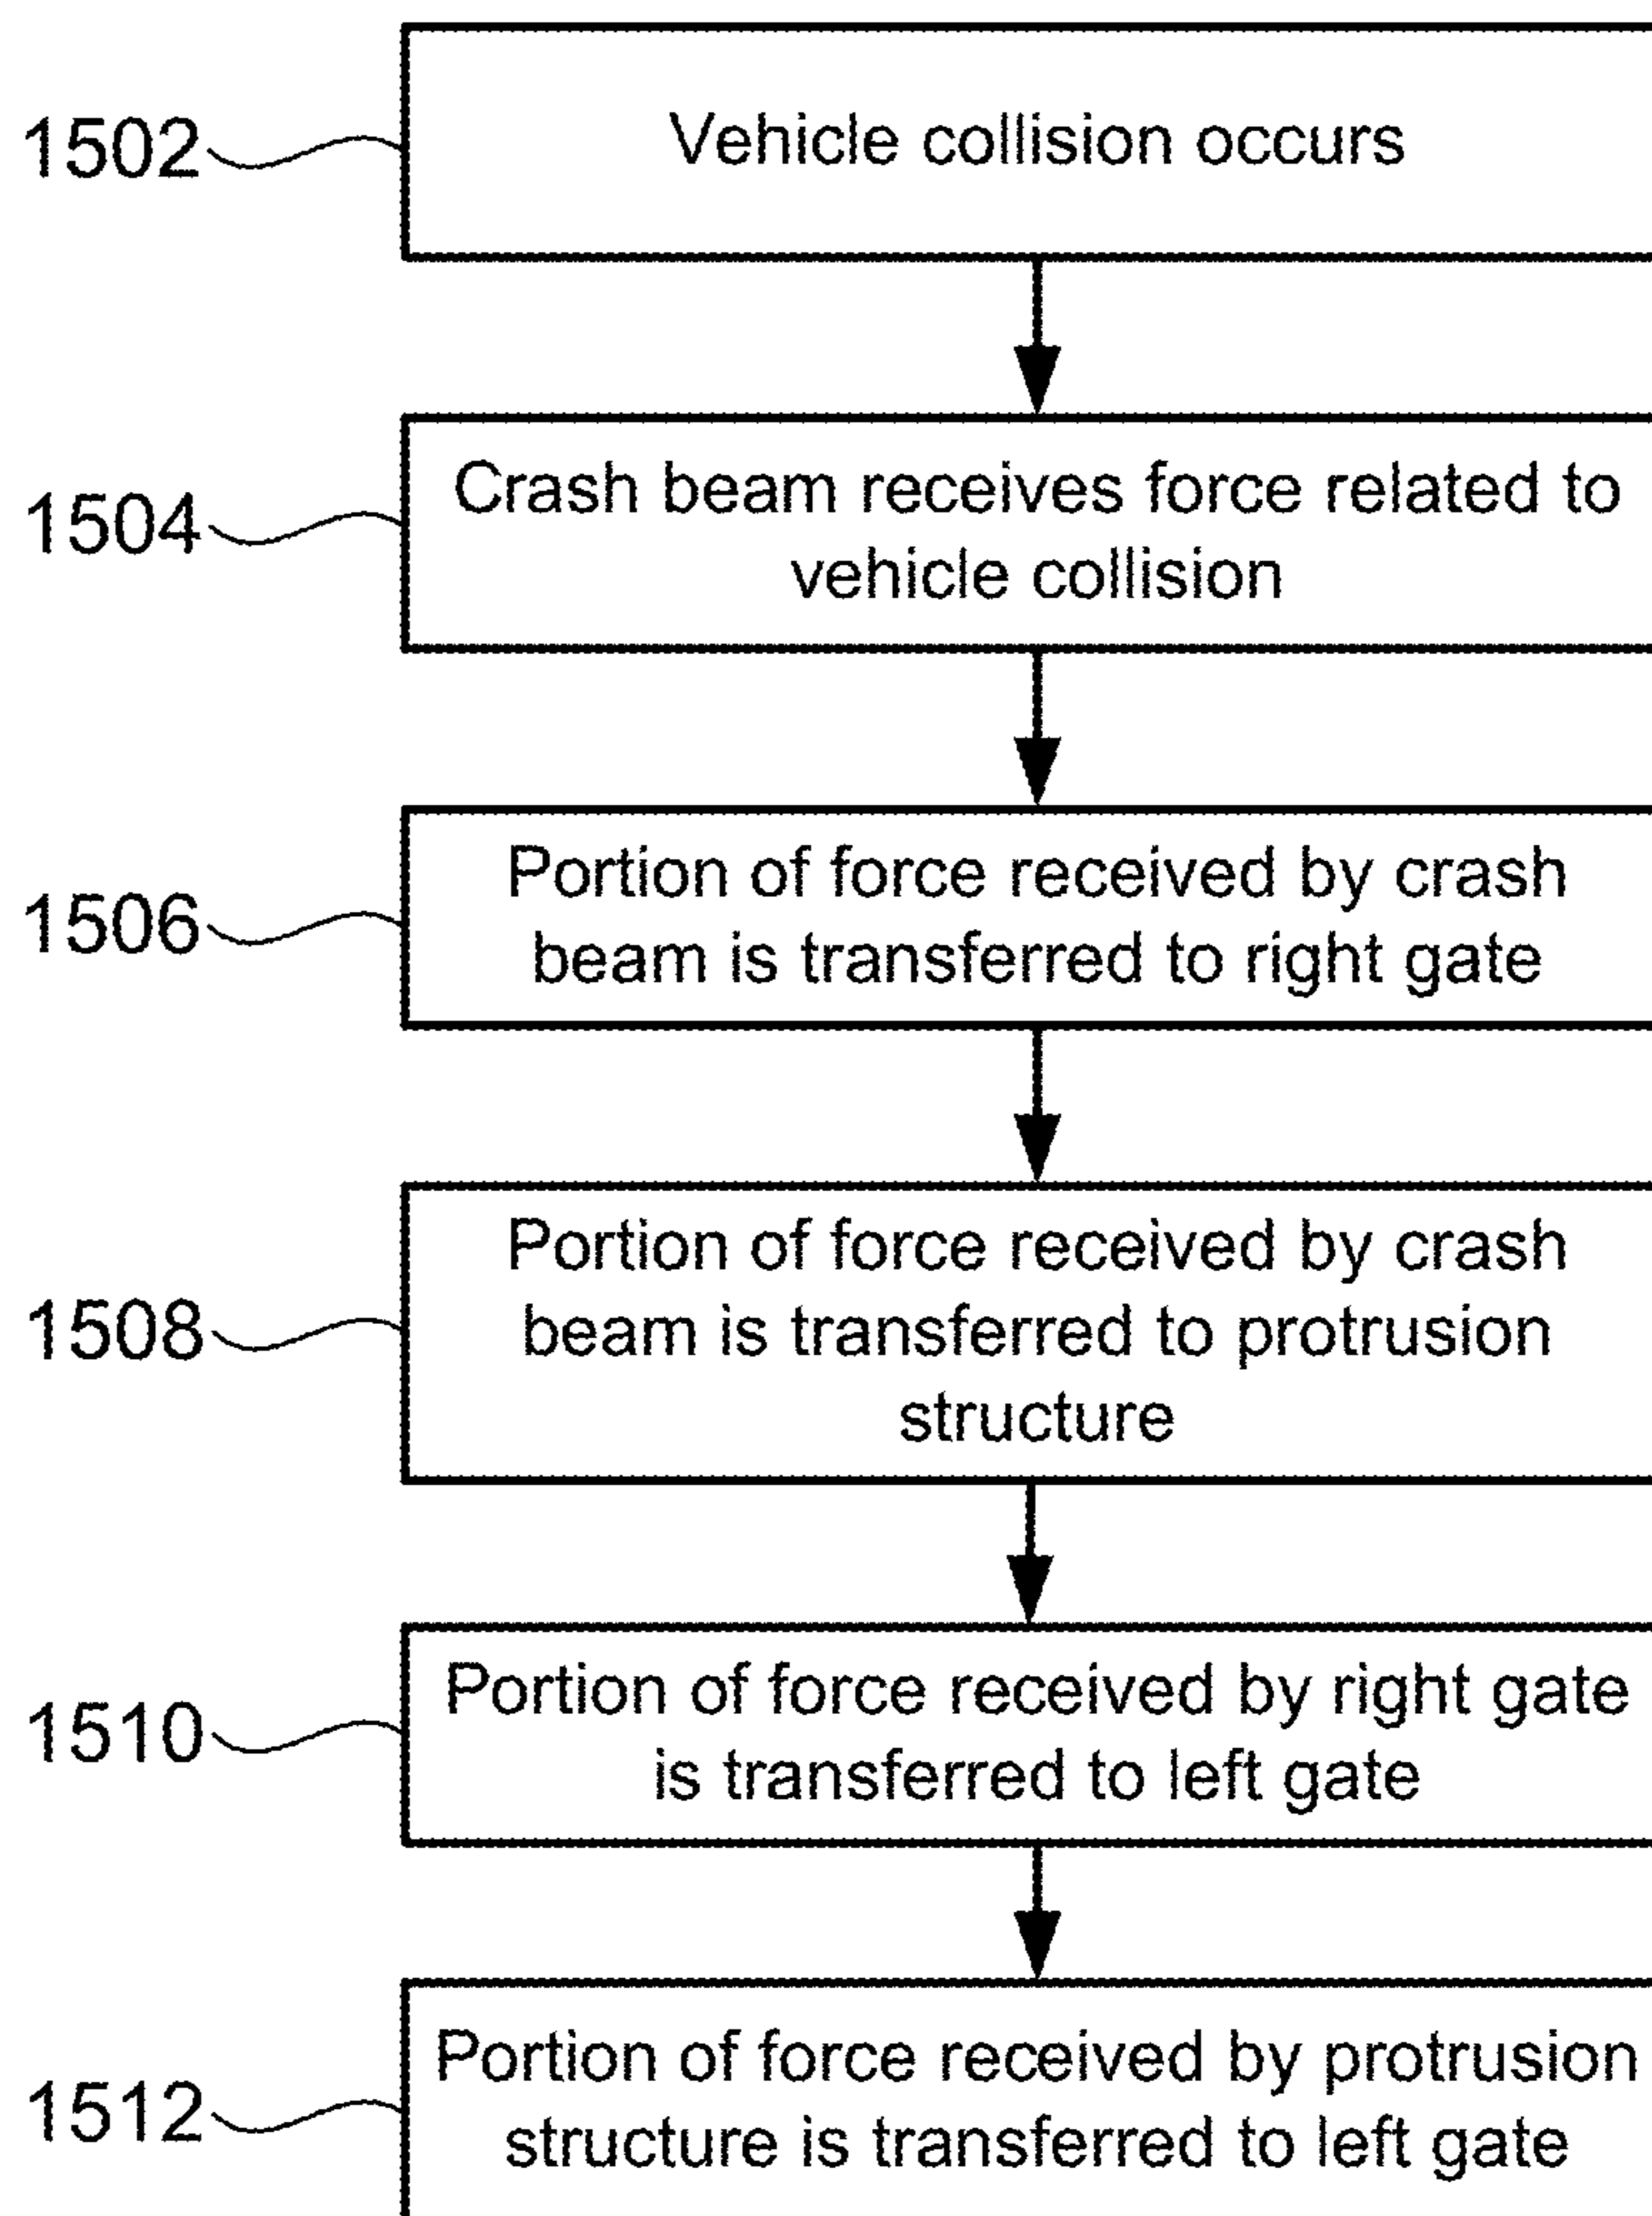 1502
Vehicle collision occurs
1504
Crash beam receives force related to
vehicle collision
1506
Portion of force received by crash
beam is transferred to right gate
1508
Portion of force received by crash
beam is transferred to protrusion
structure
1510
Portion of force received by right gate
is transferred to left gate
1512
Portion of force received by protrusion
structure is transferred to left gate